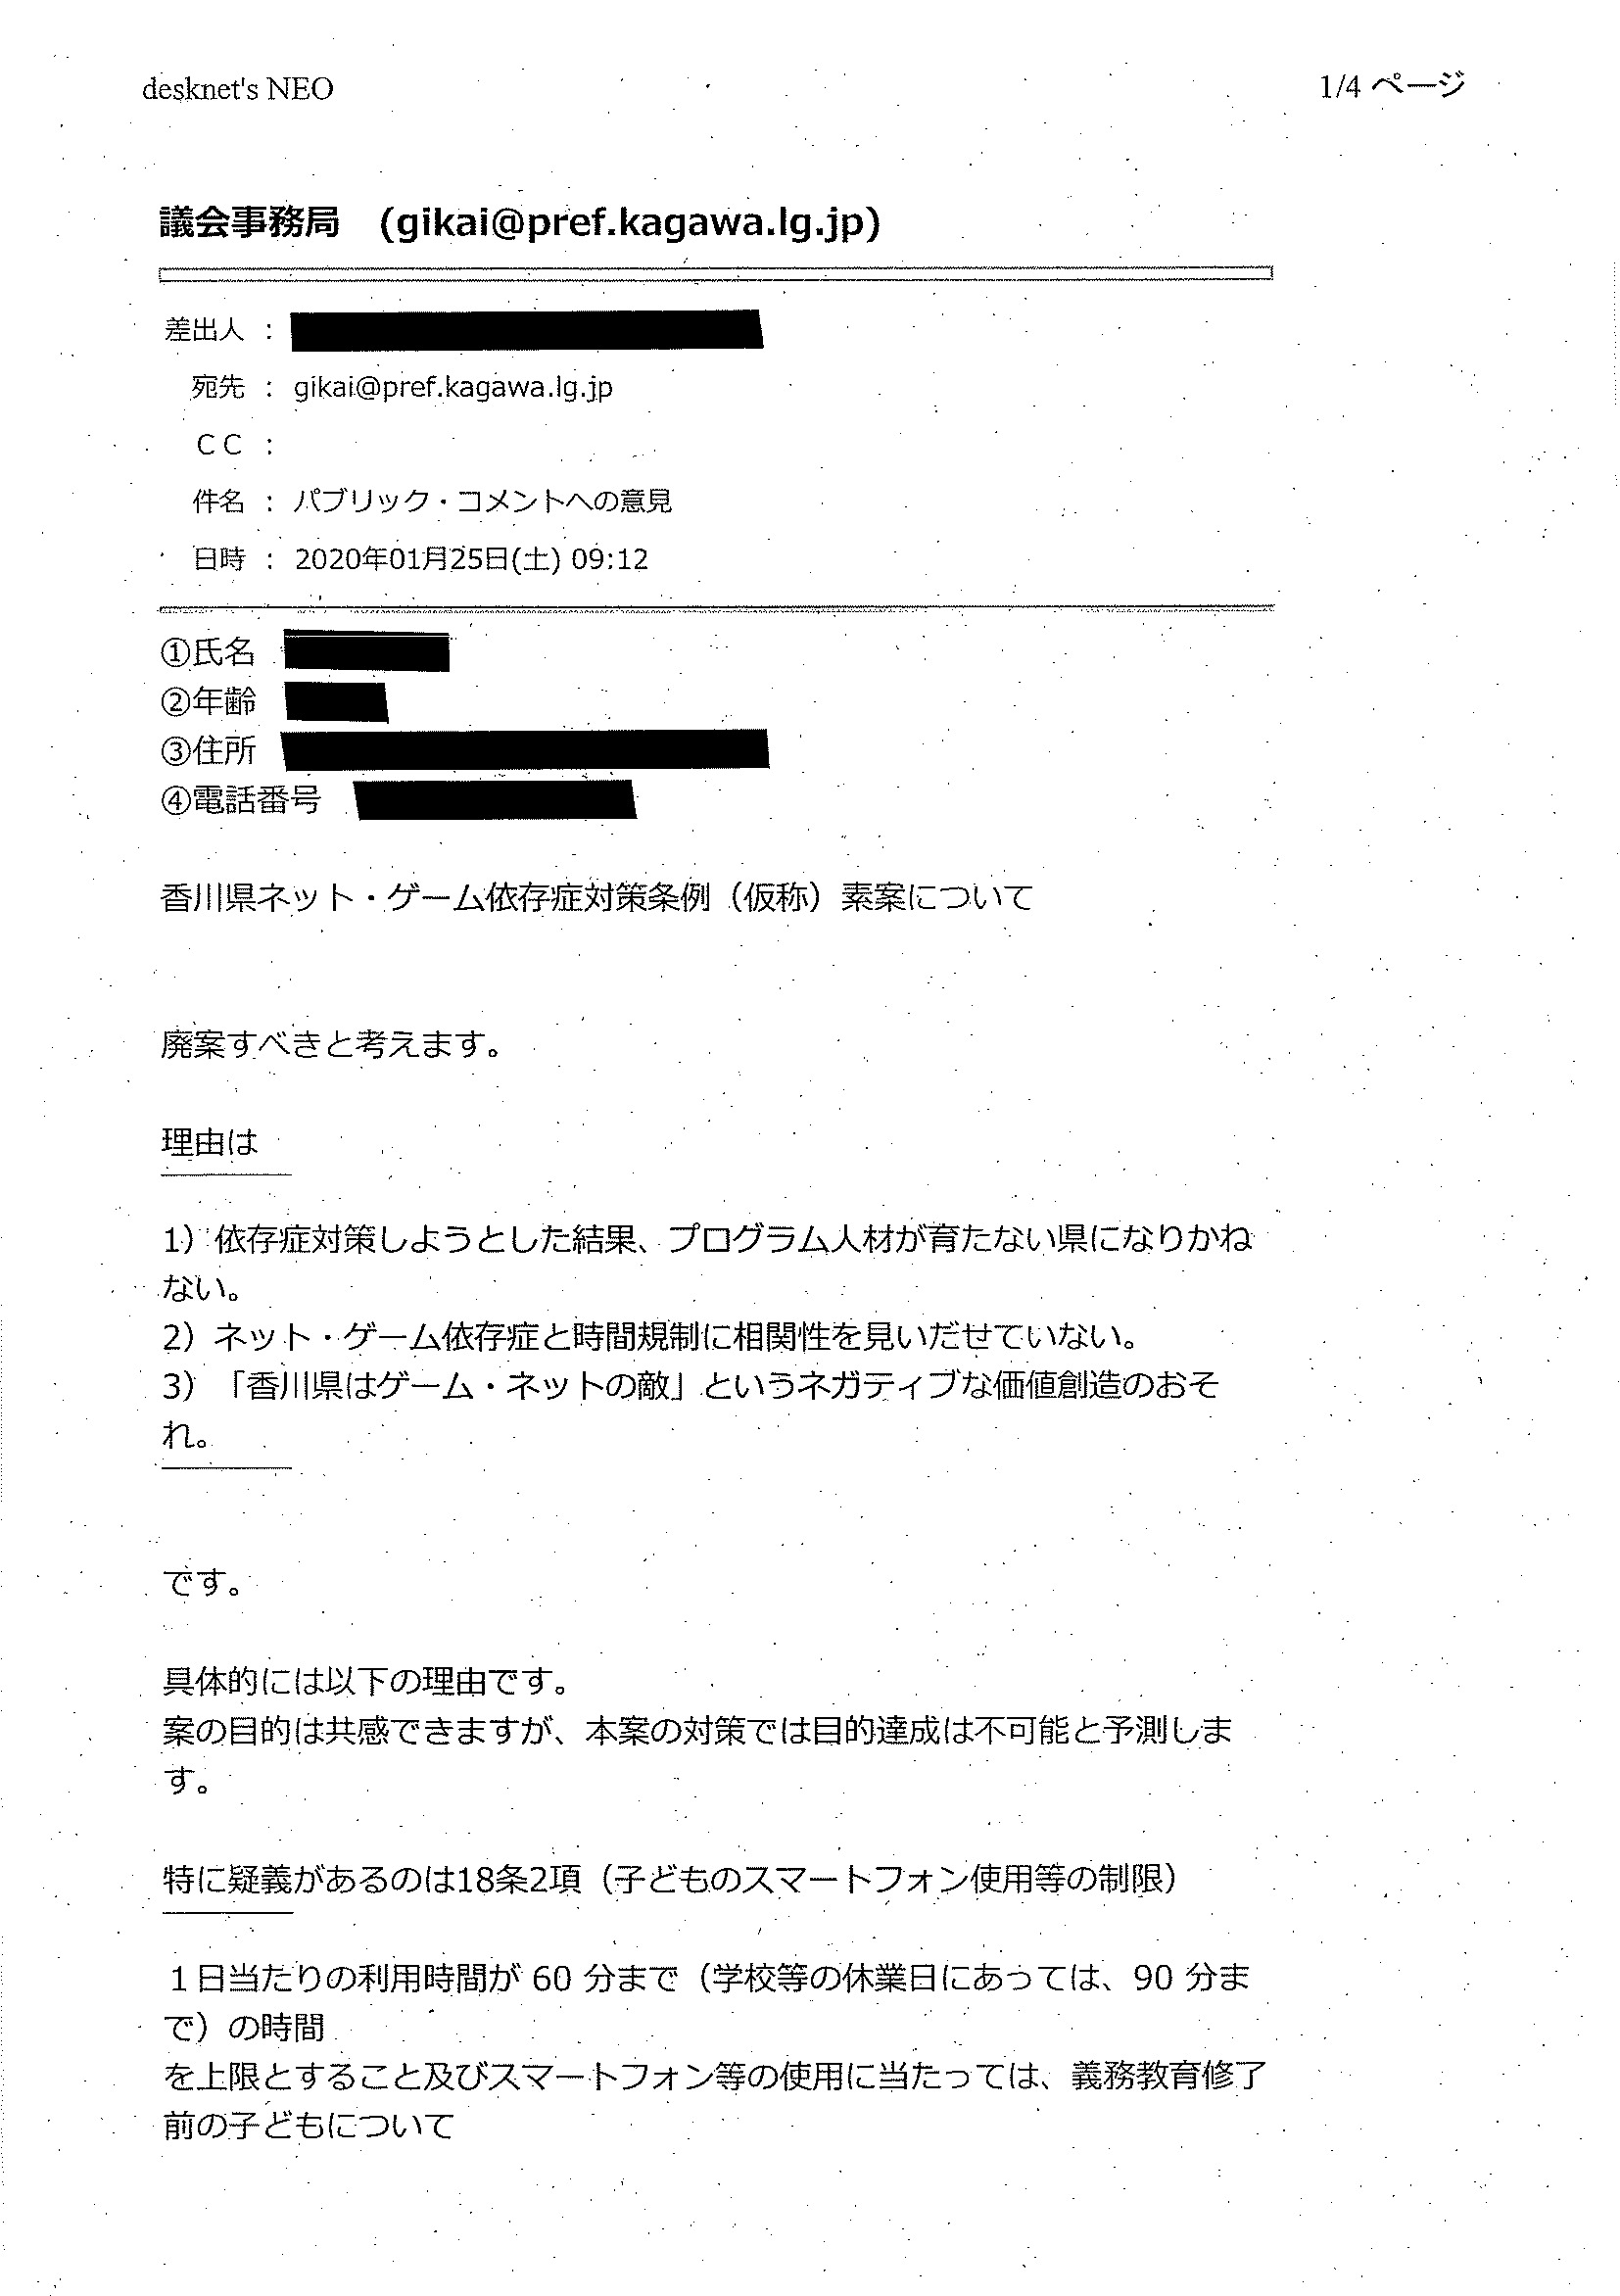 desknet's NEO
1/4 ページ
議会事務局 (gikai@pref.kagawa.lg.jp)
差出人 :
宛先 : gikai@pref.kagawa.lg.jp
ＣＣ :
件名 : パブリック・コメントへの意見
日時 : 2020年01月25日(土) 09:12
①氏名
②年齢
③住所
④電話番号
香川県ネット・ゲーム依存症対策条例（仮称）素案について
廃案すべきと考えます。
理由は
1）依存症対策しようとした結果、プログラム人材が育たない県になりかね
ない。
2）ネット・ゲーム依存症と時間規制に相関性を見いだせていない。
3）「香川県はゲーム・ネットの敵」というネガティブな価値創造のおそ
れ。
です。
具体的には以下の理由です。
案の目的は共感できますが、本案の対策では目的達成は不可能と予測しま
す。
特に疑義があるのは18条2項（子どものスマートフォン使用等の制限）
１日当たりの利用時間が 60 分まで（学校等の休業日にあっては、90 分ま
で）の時間
を上限とすること及びスマートフォン等の使用に当たっては、義務教育修了
前の子どもについて